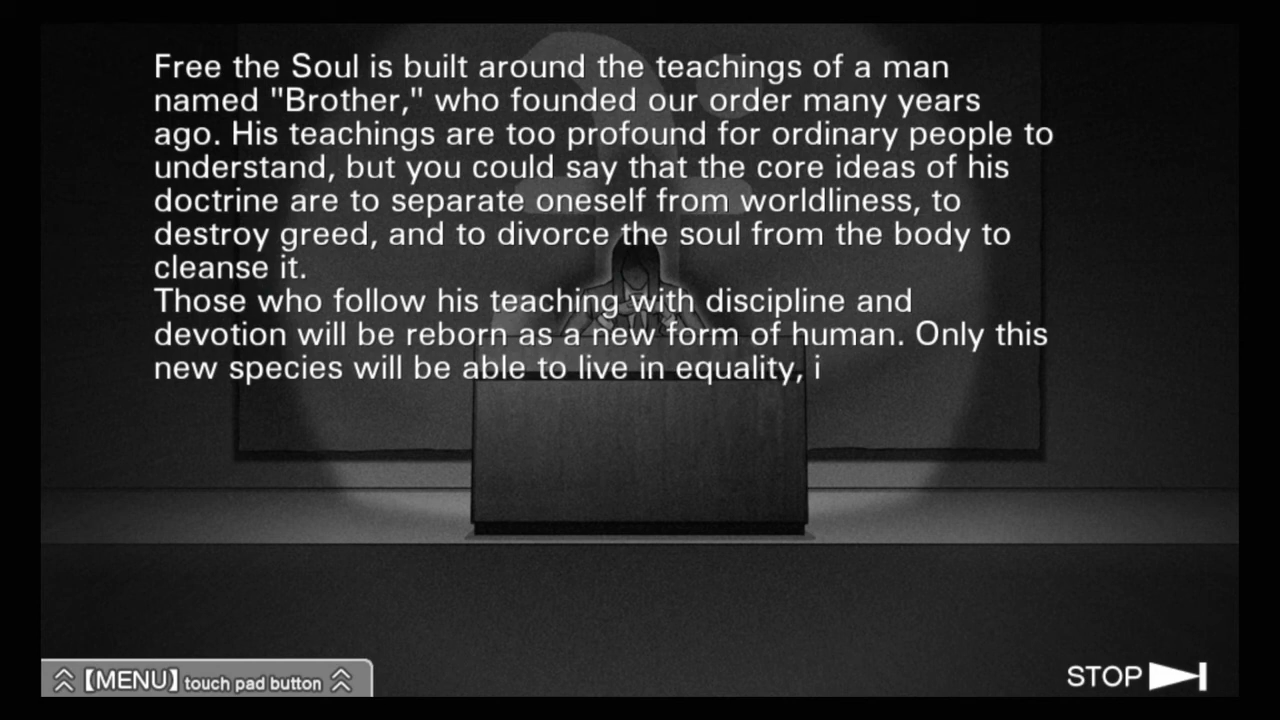 Free the Soul is built around the teachings of a man
named "Brother," who founded our order many years
ago. His teachings are too profound for ordinary people to
understand, but you could say that the core ideas of his
doctrine are to separate oneself from worldliness, to
destroy greed, and to divorce the soul from the body to
cleanse it.
Those who follow his teaching with discipline and
devotion will be reborn as a new form of human. Only this
new species will be able to live in equality, i
【MENU】 touch pad button
STOP